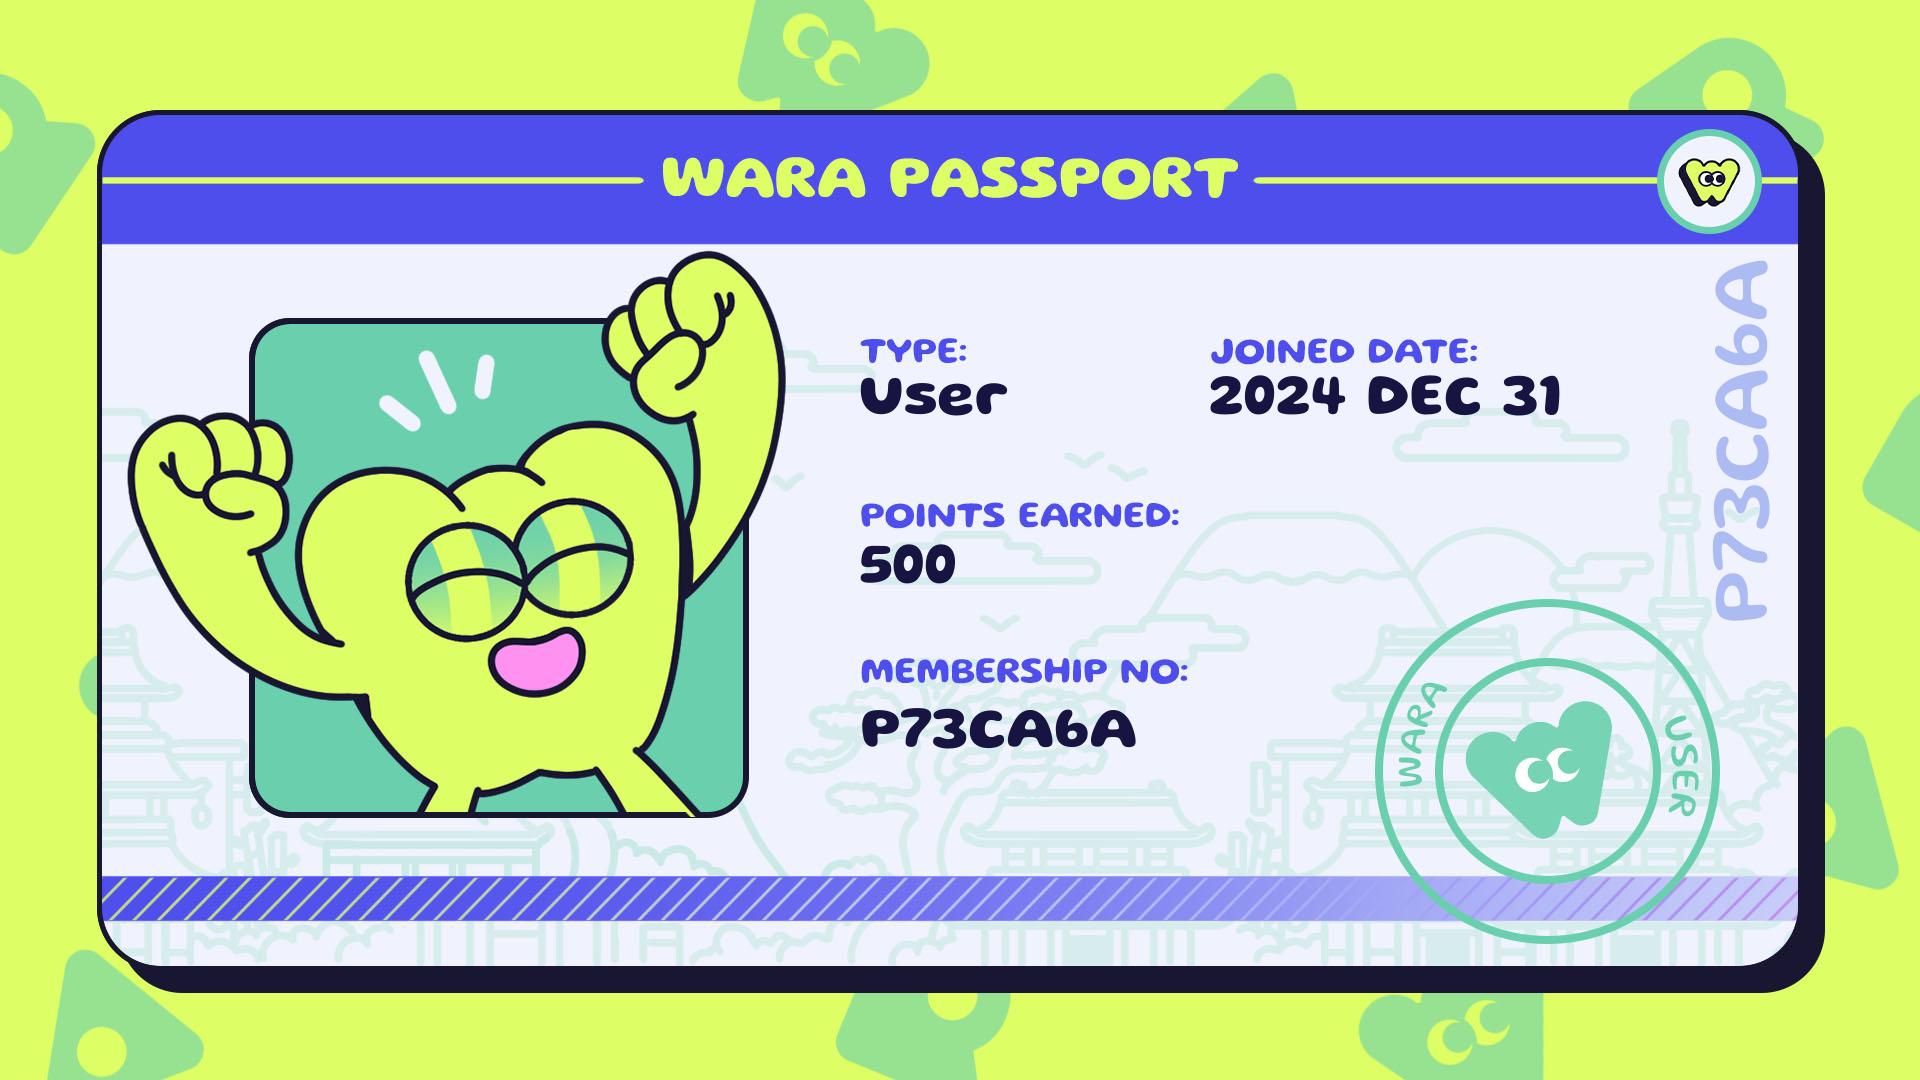 WARA PASSPORT
TYPE:
User
JOINED DATE:
2024 DEC 31
POINTS EARNED:
500
MEMBERSHIP NO:
P73CA6A
P73CA6A
WARA
USER